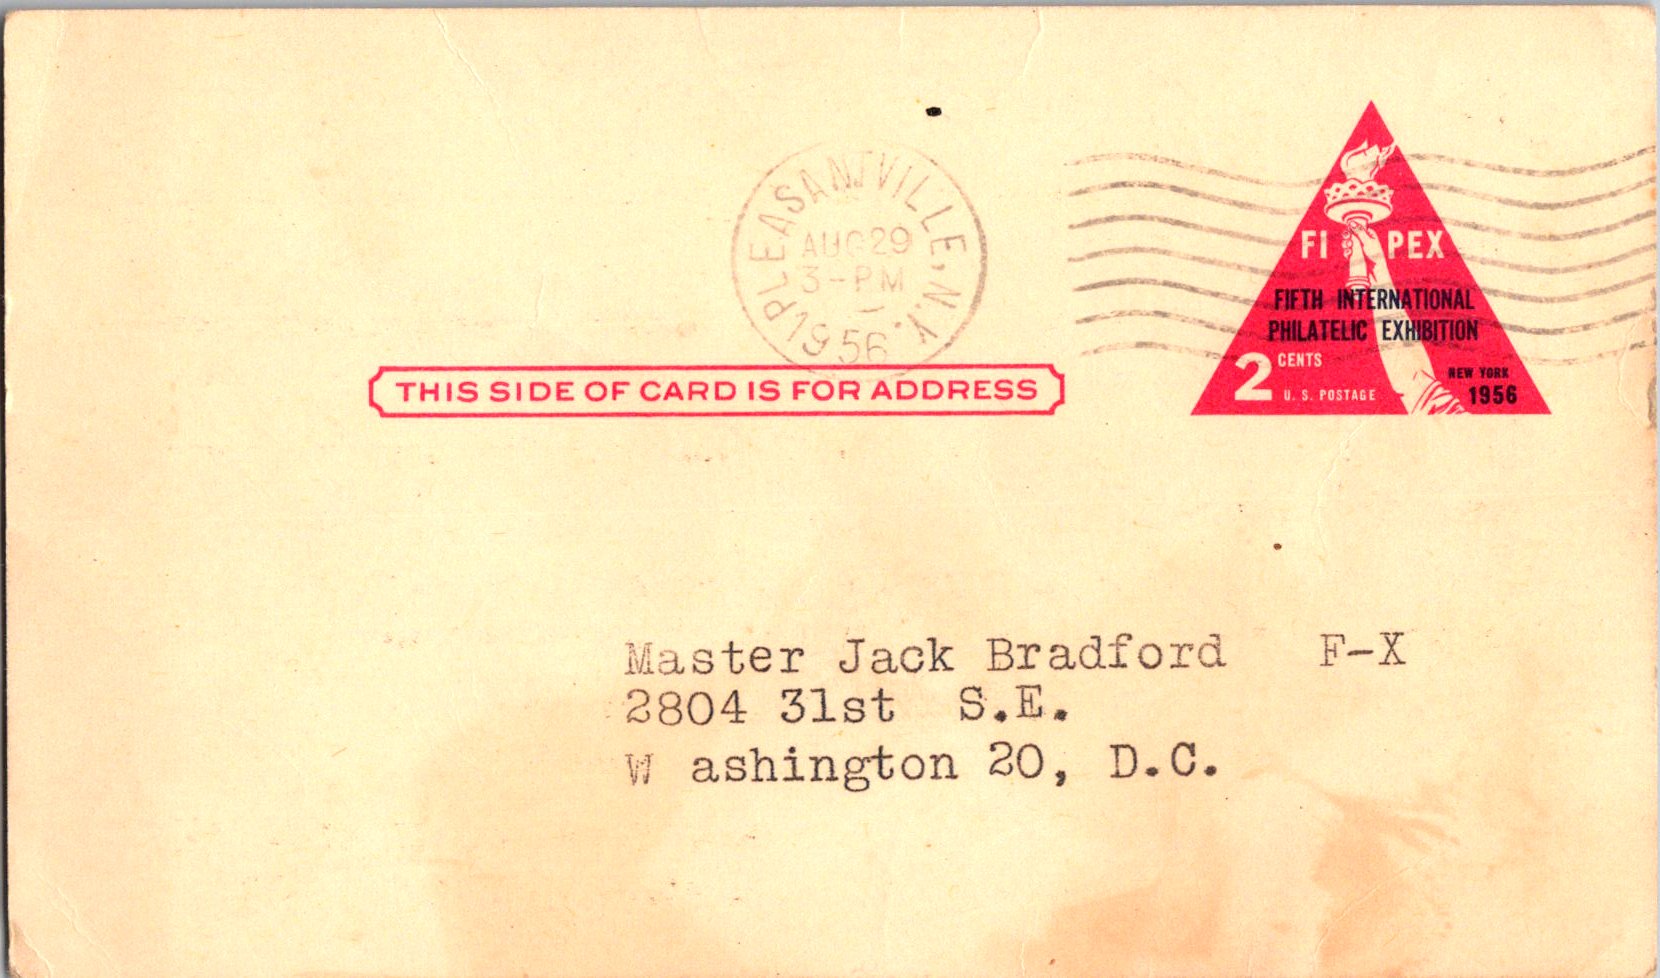 PLEASANTVILLE, N.Y.
AUG 29
3-PM
1956
FI PEX
FIFTH INTERNATIONAL
PHILATELIC EXHIBITION
2 CENTS
U. S. POSTAGE
NEW YORK
1956
THIS SIDE OF CARD IS FOR ADDRESS
Master Jack Bradford F-X
2804 31st S.E.
W ashington 20, D.C.